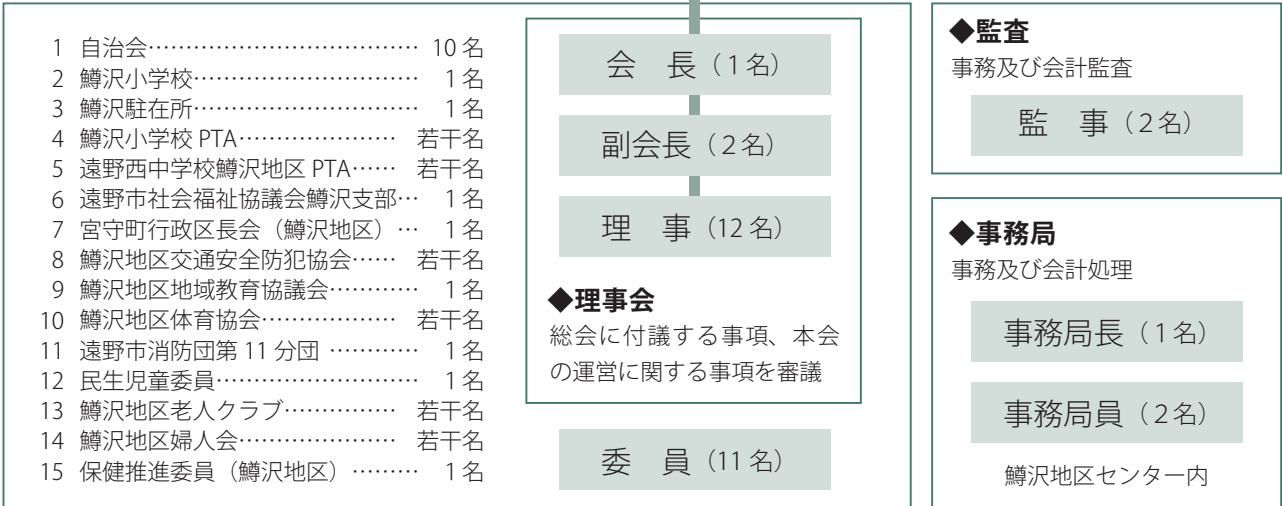 1 自治会……………………………… 10名
2 鱒沢小学校………………………… 1名
3 鱒沢駐在所………………………… 1名
4 鱒沢小学校 PTA………………… 若干名
5 遠野西中学校鱒沢地区 PTA…… 若干名
6 遠野市社会福祉協議会鱒沢支部… 1名
7 宮守町行政区長会（鱒沢地区）… 1名
8 鱒沢地区交通安全防犯協会…… 若干名
9 鱒沢地区地域教育協議会………… 1名
10 鱒沢地区体育協会……………… 若干名
11 遠野市消防団第 11 分団 ………… 1名
12 民生児童委員……………………… 1名
13 鱒沢地区老人クラブ…………… 若干名
14 鱒沢地区婦人会………………… 若干名
15 保健推進委員（鱒沢地区）……… 1名
会　長（1名）
副会長（2名）
理　事（12名）
◆理事会
総会に付議する事項、本会
の運営に関する事項を審議
委　員（11名）
◆監査
事務及び会計監査
監　事（2名）
◆事務局
事務及び会計処理
事務局長（1名）
事務局員（2名）
鱒沢地区センター内